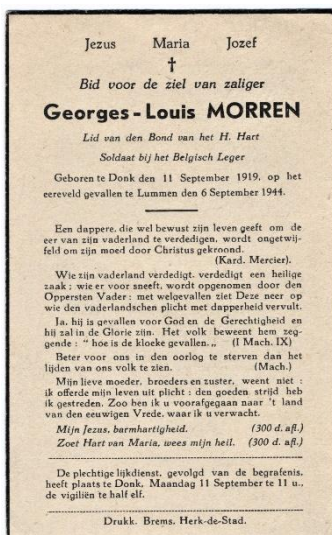 Jezus Maria Jozef
✝
Bid voor de ziel van zaliger
Georges-Louis MORREN
Lid van den Bond van het H. Hart
Soldaat bij het Belgisch Leger
Geboren te Donk den 11 September 1919, op het
eereveld gevallen te Lummen den 6 September 1944.
Een dappere, die wel bewust zijn leven geeft om de
eer van zijn vaderland te verdedigen, wordt ongetwij-
feld om zijn moed door Christus gekroond.
(Kard. Mercier).
Wie zijn vaderland verdedigt, verdedigt een heilige
zaak ; wie er voor sneeft, wordt opgenomen door den
Oppersten Vader : met welgevallen ziet Deze neer op
wie den vaderlandschen plicht met dapperheid vervult.
Ja, hij is gevallen voor God en de Gerechtigheid en
hij zal in de Glorie zijn. Het volk beweent hem zeg-
gende : " hoe is de kloeke gevallen. „ (I Mach. IX)
Beter voor ons in den oorlog te sterven dan het
lijden van ons volk te zien. (Mach.)
Mijn lieve moeder, broeders en zuster, weent niet :
ik offerde mijn leven uit plicht : den goeden strijd heb
ik gestreden. Zoo ben ik u voorafgegaan naar 't land
van den eeuwigen Vrede, waar ik u verwacht.
Mijn Jezus, barmhartigheid. (300 d. afl.)
Zoet Hart van Maria, wees mijn heil. (300 d. afl.)
De plechtige lijkdienst, gevolgd van de begrafenis,
heeft plaats te Donk, Maandag 11 September te 11 u.,
de vigiliën te half elf.
Drukk. Brems, Herk-de-Stad.